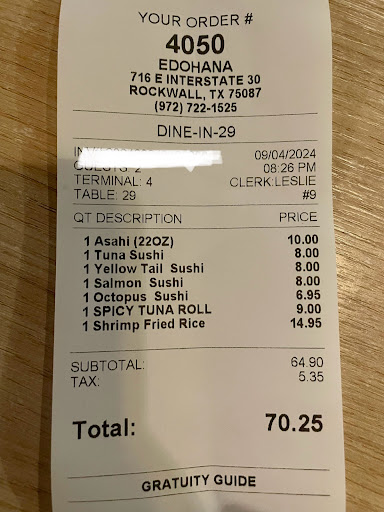 YOUR ORDER #
4050
EDOHANA
716 E INTERSTATE 30
ROCKWALL, TX 75087
(972) 722-1525
DINE-IN-29
09/04/2024
GUESTS: 2 08:26 PM
TERMINAL: 4 CLERK:LESLIE
TABLE: 29 #9
QT DESCRIPTION PRICE
1 Asahi (22OZ) 10.00
1 Tuna Sushi 8.00
1 Yellow Tail Sushi 8.00
1 Salmon Sushi 8.00
1 Octopus Sushi 6.95
1 SPICY TUNA ROLL 9.00
1 Shrimp Fried Rice 14.95
SUBTOTAL: 64.90
TAX: 5.35
Total: 70.25
GRATUITY GUIDE